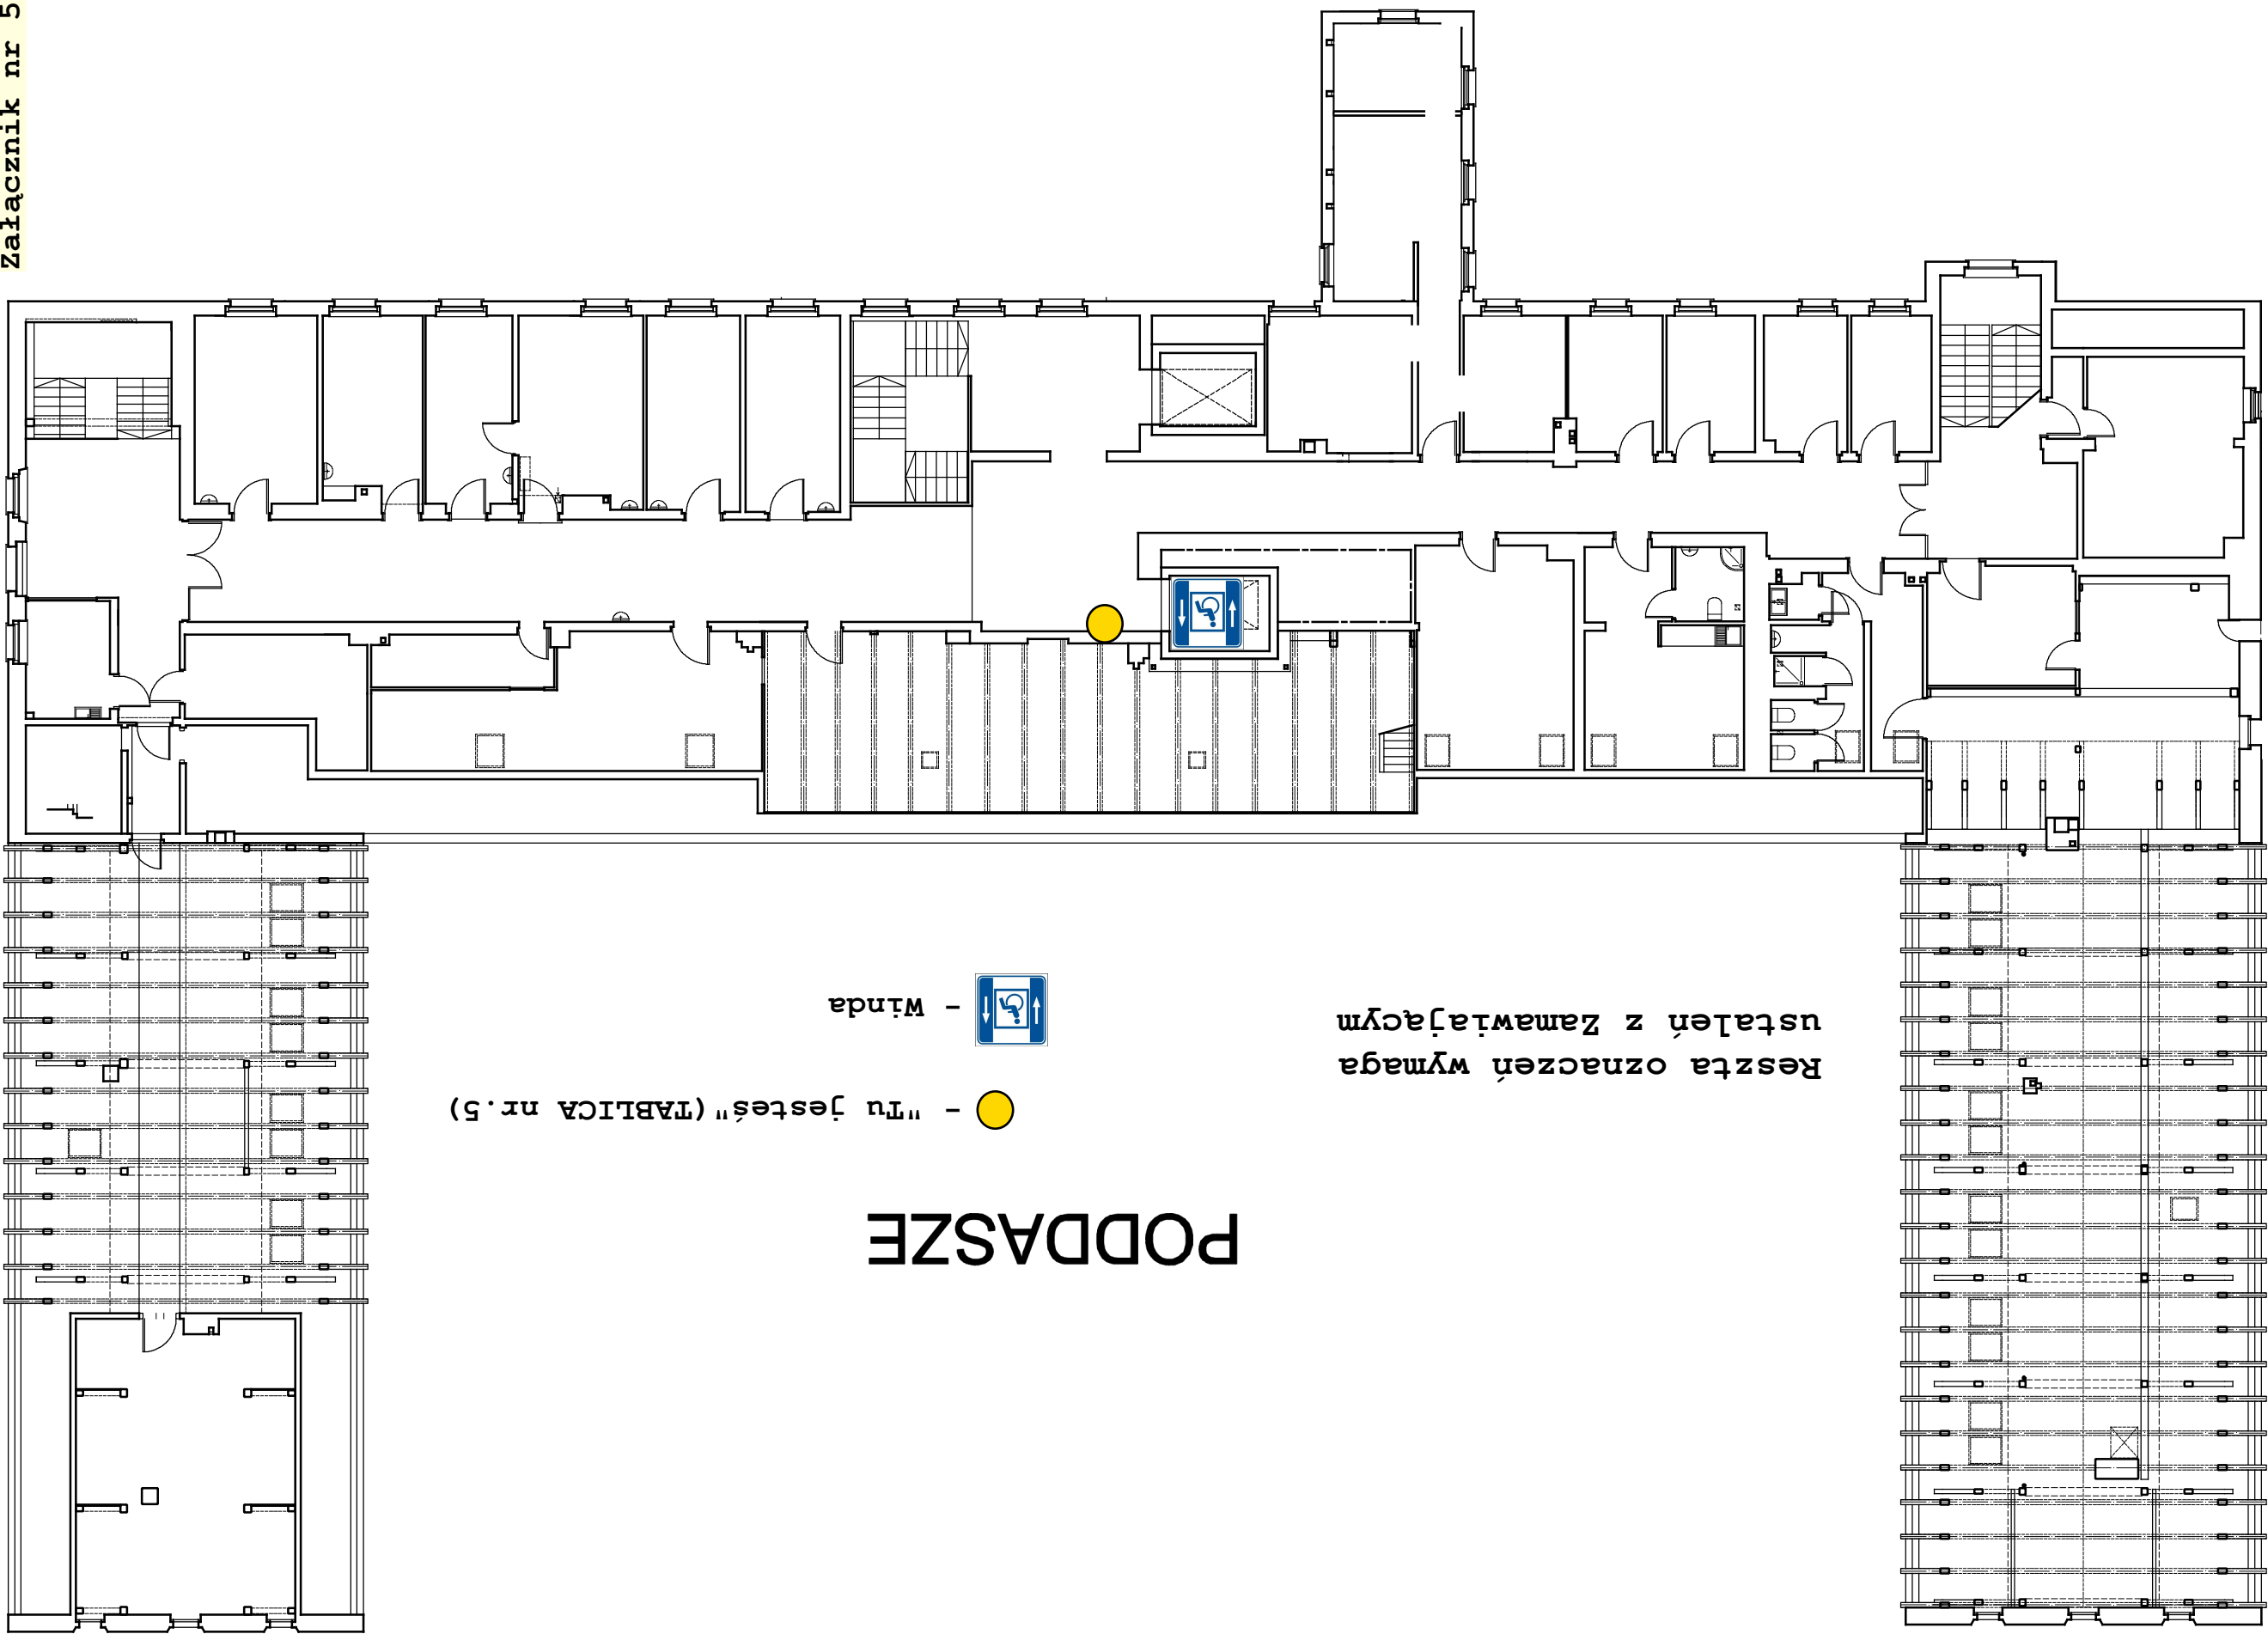 Załącznik nr 5
PODDASZE
- "Tu jesteś"(TABLICA nr.5)
- Winda
Reszta oznaczeń wymaga
ustaleń z Zamawiającym